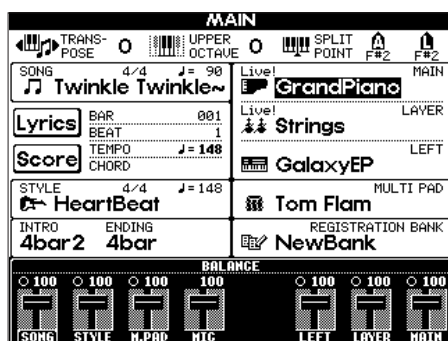 MAIN
TRANS-POSE 0 UPPER OCTAVE 0 SPLIT POINT A F#2 L F#2
SONG 4/4 ♩= 90
Twinkle Twinkle~
Live! MAIN
GrandPiano
Lyrics BAR 001
BEAT 1
Live! LAYER
Strings
Score TEMPO ♩=148
CHORD
LEFT
GalaxyEP
STYLE 4/4 ♩=148
HeartBeat
MULTI PAD
Tom Flam
INTRO ENDING
4bar2 4bar
REGISTRATION BANK
NewBank
BALANCE
100 100 100 100 100 100 100
SONG STYLE M.PAD MIC LEFT LAYER MAIN